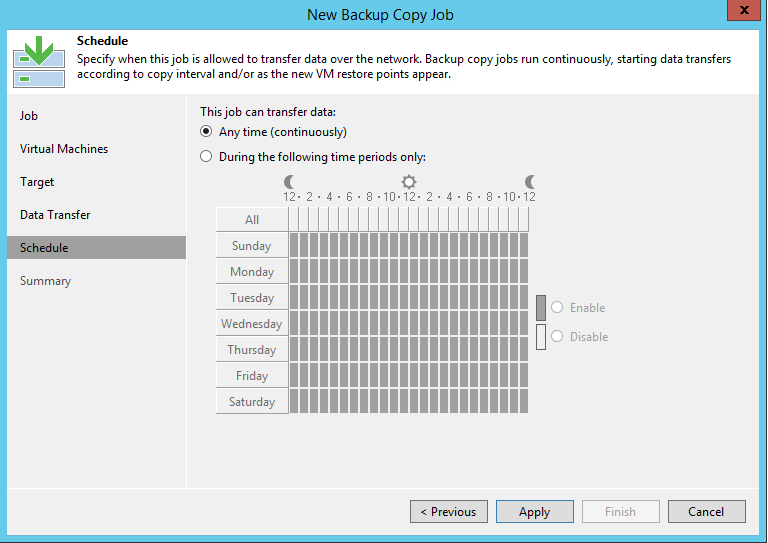 New Backup Copy Job
x
Schedule
Specify when this job is allowed to transfer data over the network. Backup copy jobs run continuously, starting data transfers
according to copy interval and/or as the new VM restore points appear.
Job
Virtual Machines
Target
Data Transfer
Schedule
Summary
This job can transfer data:
Any time (continuously)
During the following time periods only:
12 · 2 · 4 · 6 · 8 · 10 · 12 · 2 · 4 · 6 · 8 · 10 · 12
All
Sunday
Monday
Tuesday
Wednesday
Thursday
Friday
Saturday
Enable
Disable
< Previous
Apply
Finish
Cancel